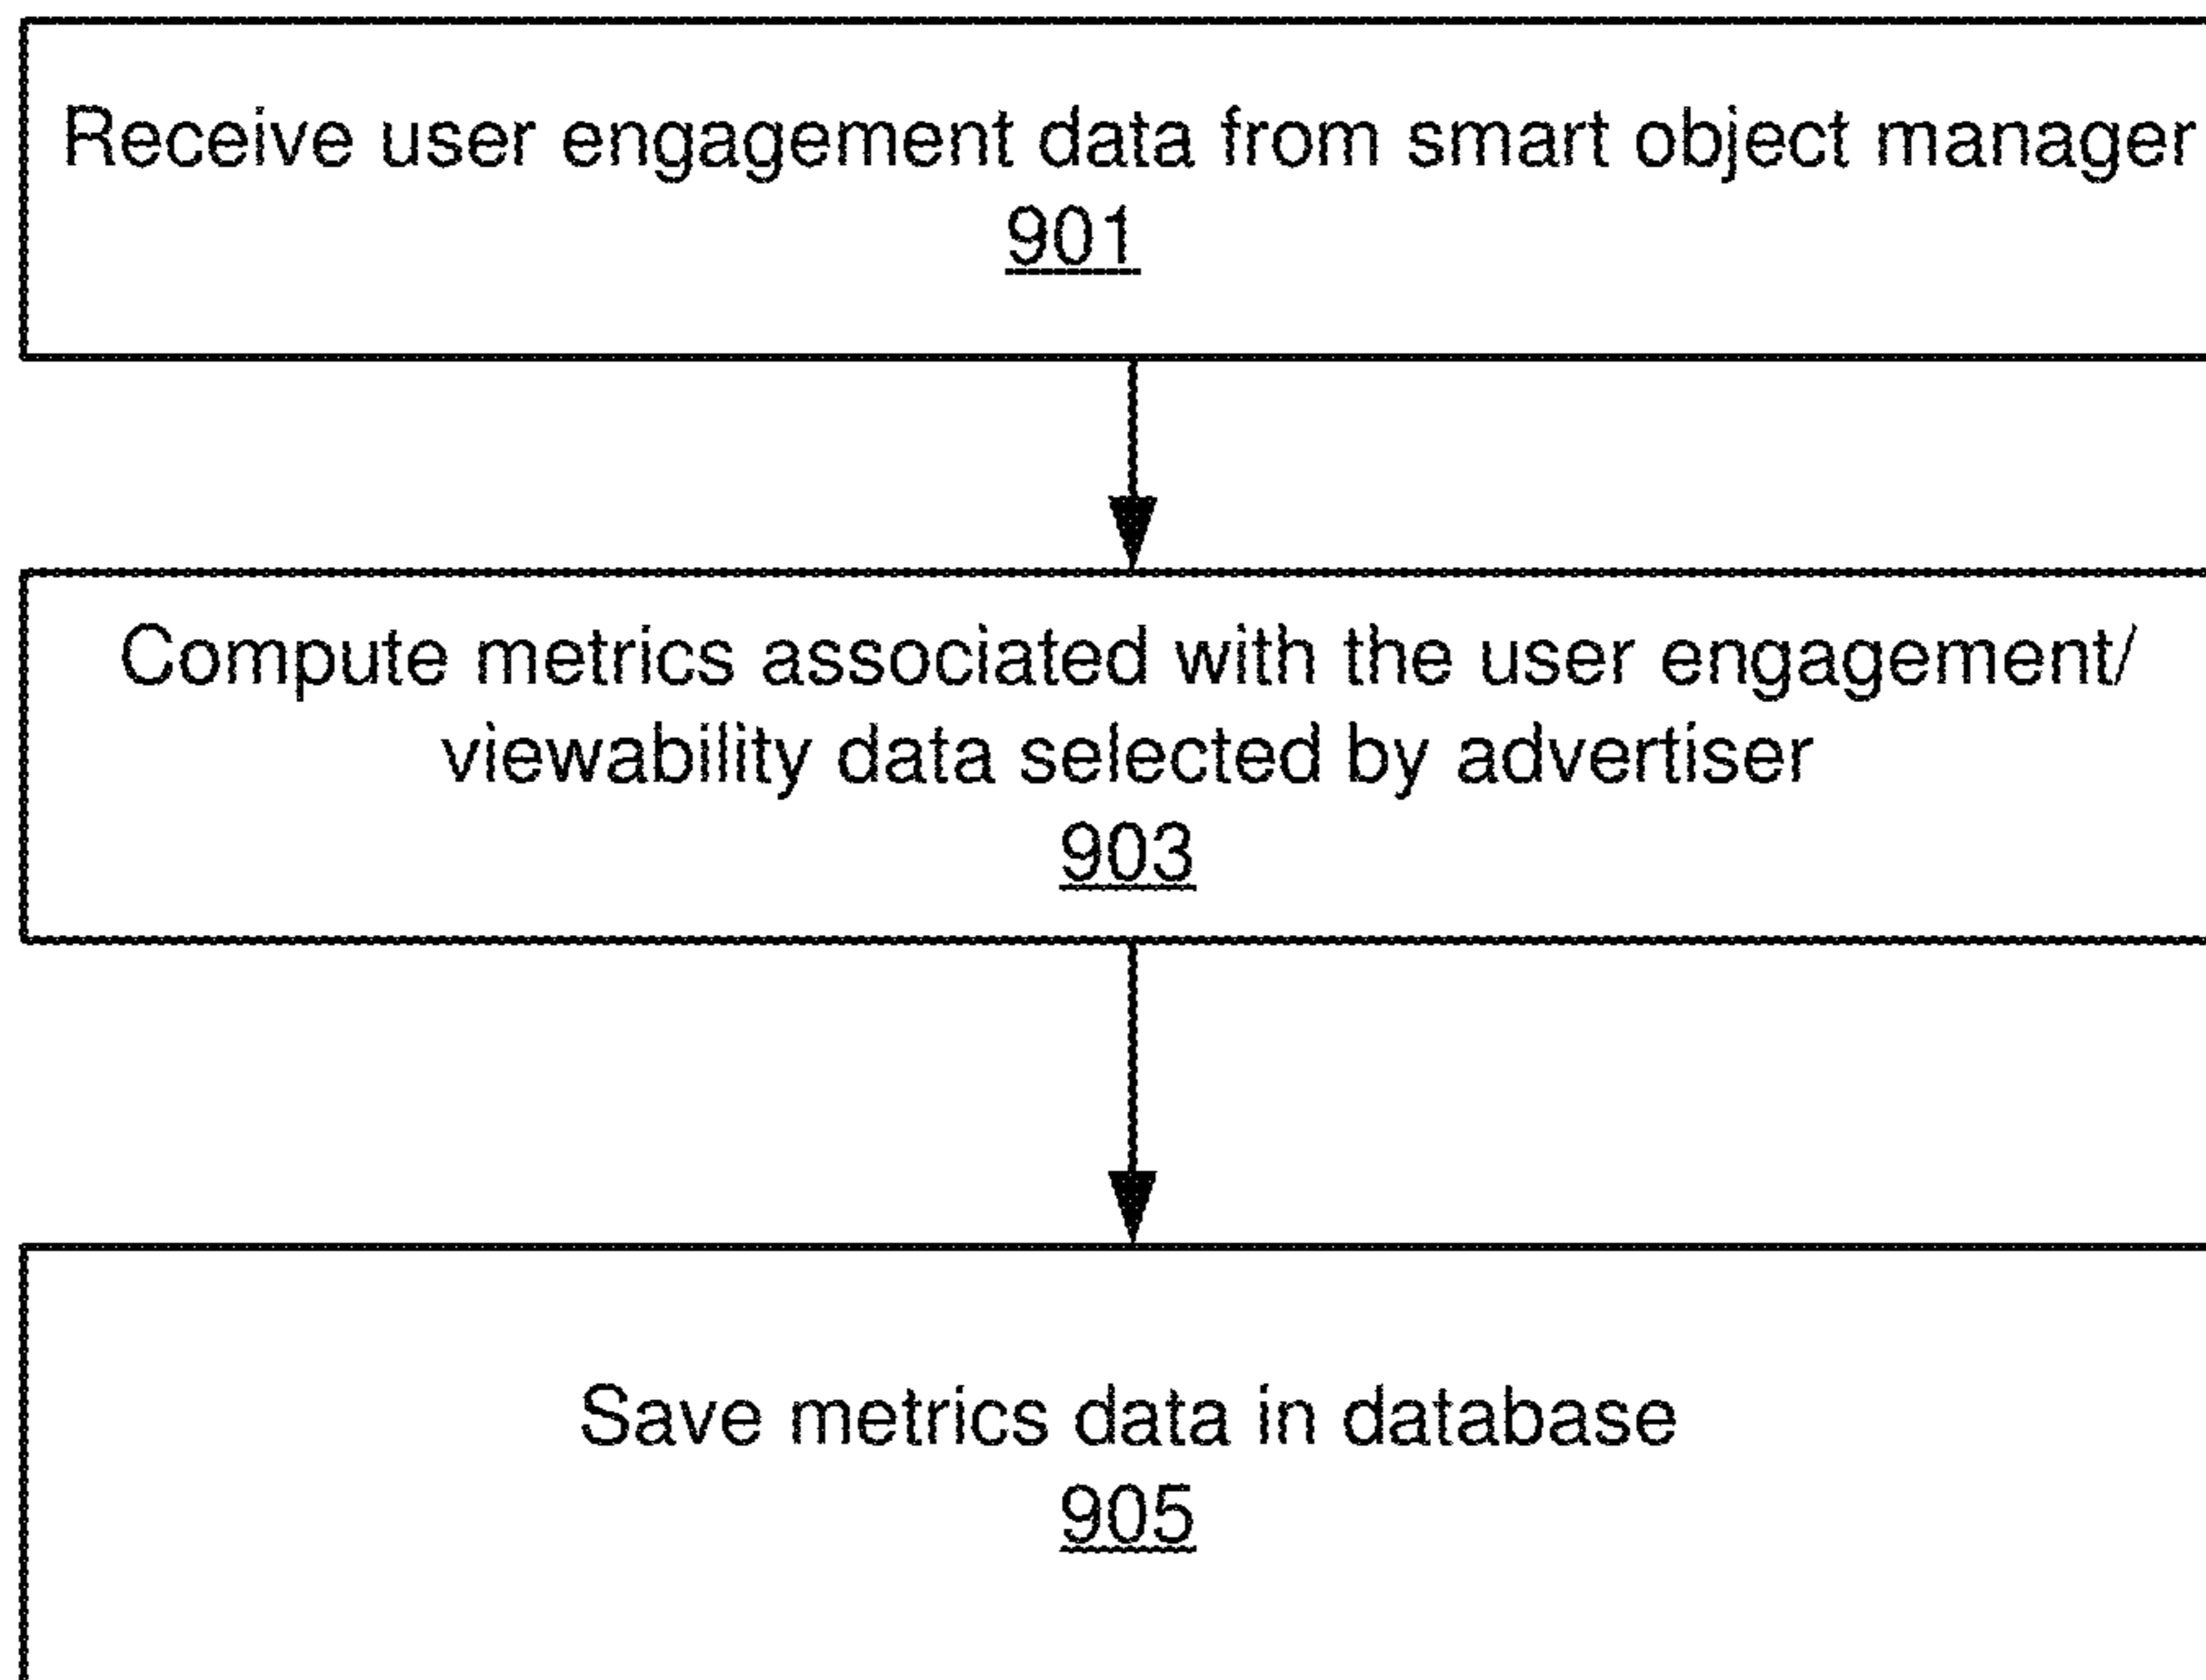 Receive user engagement data from smart object manager
901
Compute metrics associated with the user engagement/
viewability data selected by advertiser
903
Save metrics data in database
905